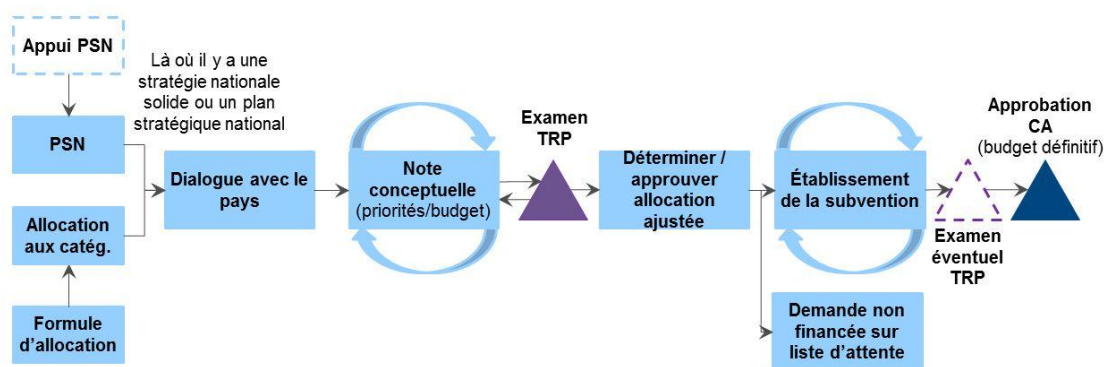 Appui PSN
Là où il y a une
stratégie nationale
solide ou un plan
stratégique national
PSN
Allocation
aux catég.
Formule
d’allocation
Dialogue avec le
pays
Note
conceptuelle
(priorités/budget)
Examen
TRP
Déterminer /
approuver
allocation
ajustée
Établissement
de la subvention
Demande non
financée sur
liste d’attente
Examen
éventuel
TRP
Approbation
CA
(budget définitif)